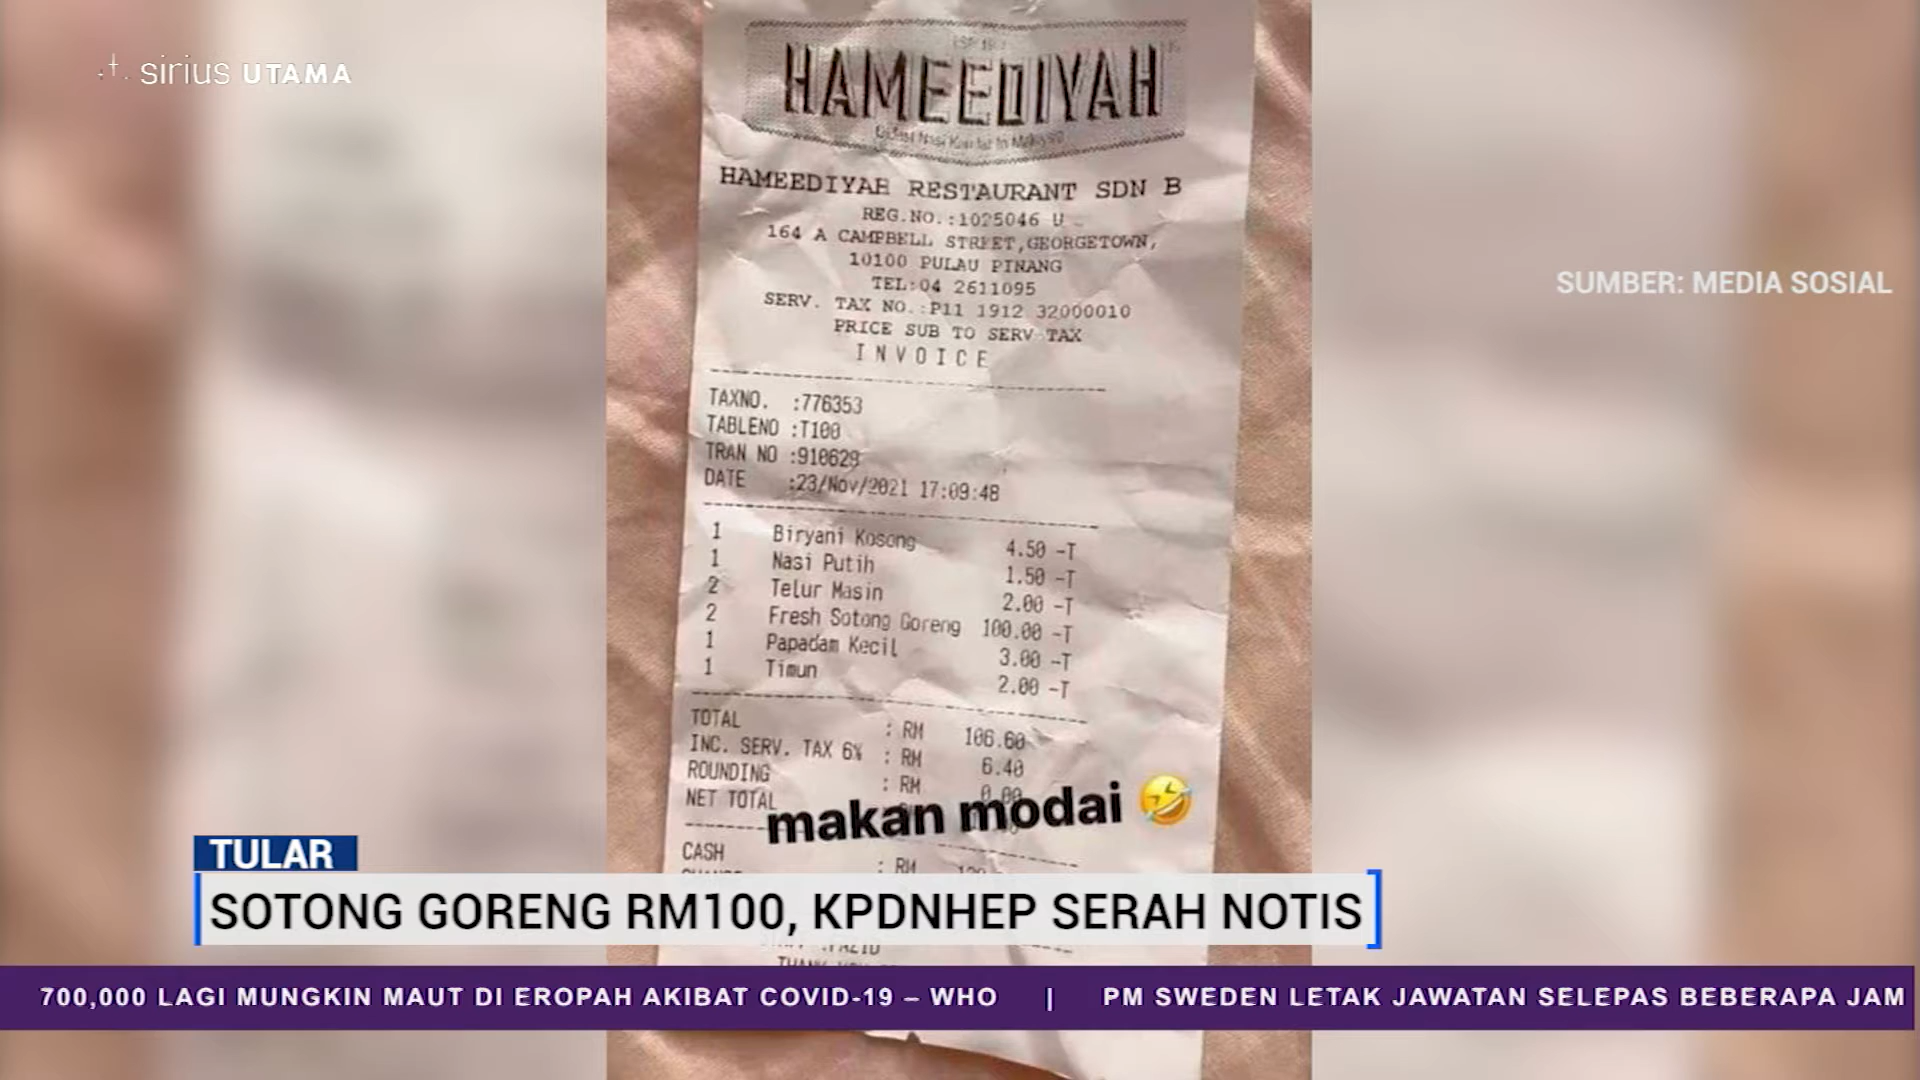 sirius UTAMA
HAMEEDIYAH
HAMEEDIYAH RESTAURANT SDN B
REG.NO.:1025046 U
164 A CAMPBELL STREET,GEORGETOWN,
10100 PULAU PINANG
TEL:04 2611095
SERV. TAX NO.:P11 1912 32000010
PRICE SUB TO SERV TAX
INVOICE
SUMBER: MEDIA SOSIAL
TAXNO. :776353
TABLENO :T100
TRAN NO :910629
DATE :23/Nov/2021 17:09:48
1 Biryani Kosong 4.50 -T
1 Nasi Putih 1.50 -T
2 Telur Masin 2.00 -T
2 Fresh Sotong Goreng 100.00 -T
1 Papadam Kecil 3.00 -T
1 Timun 2.00 -T
TOTAL : RM 106.60
INC. SERV. TAX 6% : RM 6.40
ROUNDING : RM 0.00
NET TOTAL
makan modai 🤣
CASH : RM
TULAR
SOTONG GORENG RM100, KPDNHEP SERAH NOTIS
700,000 LAGI MUNGKIN MAUT DI EROPAH AKIBAT COVID-19 – WHO | PM SWEDEN LETAK JAWATAN SELEPAS BEBERAPA JAM